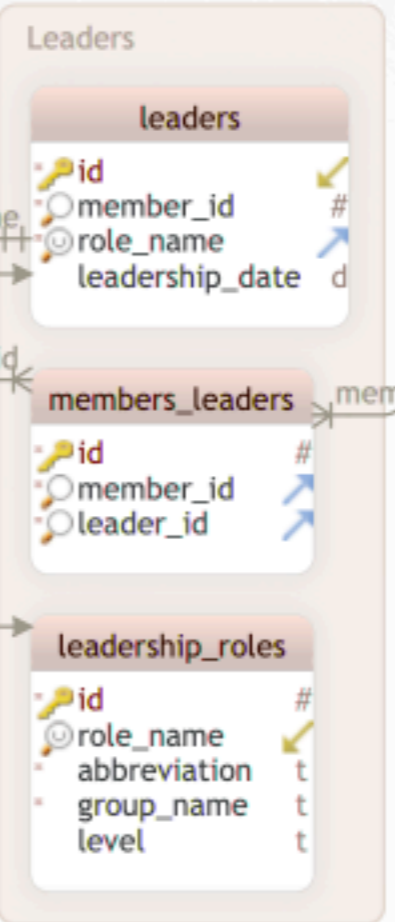 Leaders
leaders
id
member_id #
role_name
leadership_date d
members_leaders
mem
id #
member_id
leader_id
leadership_roles
id #
role_name
abbreviation t
group_name t
level t